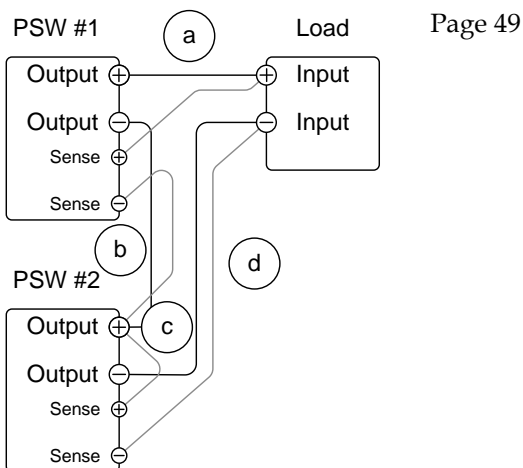 PSW #1
a
Load
Page 49
Output +
+ Input
Output −
− Input
Sense +
Sense −
b
d
PSW #2
Output +
c
Output −
Sense +
Sense −